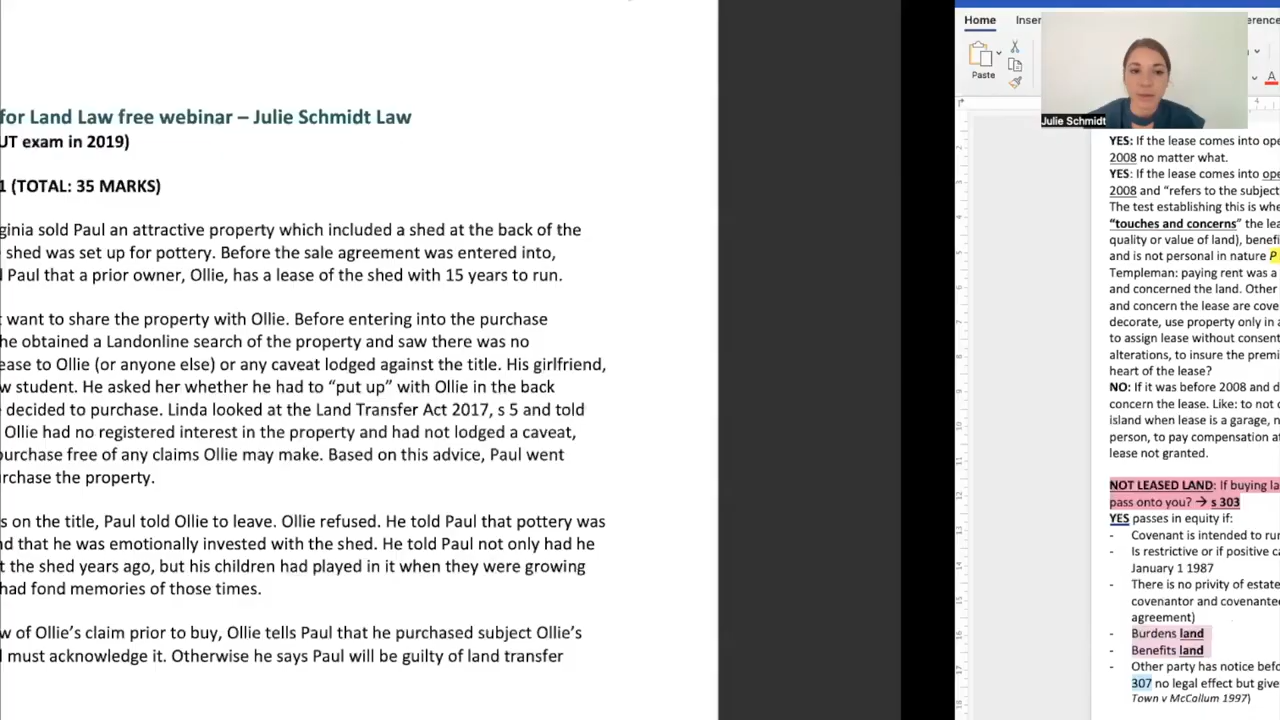 for Land Law free webinar – Julie Schmidt Law
UT exam in 2019)
1 (TOTAL: 35 MARKS)
ginia sold Paul an attractive property which included a shed at the back of the
shed was set up for pottery. Before the sale agreement was entered into,
Paul that a prior owner, Ollie, has a lease of the shed with 15 years to run.
want to share the property with Ollie. Before entering into the purchase
he obtained a Landonline search of the property and saw there was no
ease to Ollie (or anyone else) or any caveat lodged against the title. His girlfriend,
w student. He asked her whether he had to “put up” with Ollie in the back
decided to purchase. Linda looked at the Land Transfer Act 2017, s 5 and told
Ollie had no registered interest in the property and had not lodged a caveat,
urchase free of any claims Ollie may make. Based on this advice, Paul went
rchase the property.
s on the title, Paul told Ollie to leave. Ollie refused. He told Paul that pottery was
nd that he was emotionally invested with the shed. He told Paul not only had he
t the shed years ago, but his children had played in it when they were growing
had fond memories of those times.
w of Ollie’s claim prior to buy, Ollie tells Paul that he purchased subject Ollie’s
must acknowledge it. Otherwise he says Paul will be guilty of land transfer
Home Inser erence
Paste
Julie Schmidt
YES: If the lease comes into ope
2008 no matter what.
YES: If the lease comes into ope
2008 and “refers to the subject
The test establishing this is whe
“touches and concerns” the lea
quality or value of land), benefi
and is not personal in nature P
Templeman: paying rent was a
and concerned the land. Other
and concern the lease are cove
decorate, use property only in a
to assign lease without consent
alterations, to insure the premi
heart of the lease?
NO: If it was before 2008 and d
concern the lease. Like: to not o
island when lease is a garage, n
person, to pay compensation at
lease not granted.
NOT LEASED LAND: If buying la
pass onto you? → s 303
YES passes in equity if:
- Covenant is intended to run
- Is restrictive or if positive ca
January 1 1987
- There is no privity of estate
covenantor and covenantee
agreement)
- Burdens land
- Benefits land
- Other party has notice befo
307 no legal effect but give
Town v McCallum 1997)